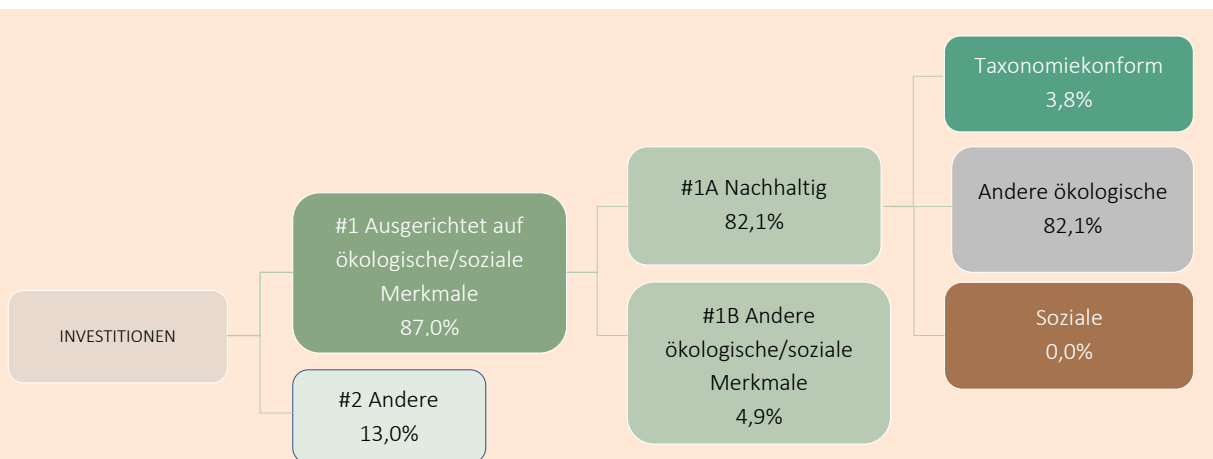 INVESTITIONEN
#1 Ausgerichtet auf
ökologische/soziale
Merkmale
87,0%
#2 Andere
13,0%
#1A Nachhaltig
82,1%
#1B Andere
ökologische/soziale
Merkmale
4,9%
Taxonomiekonform
3,8%
Andere ökologische
82,1%
Soziale
0,0%